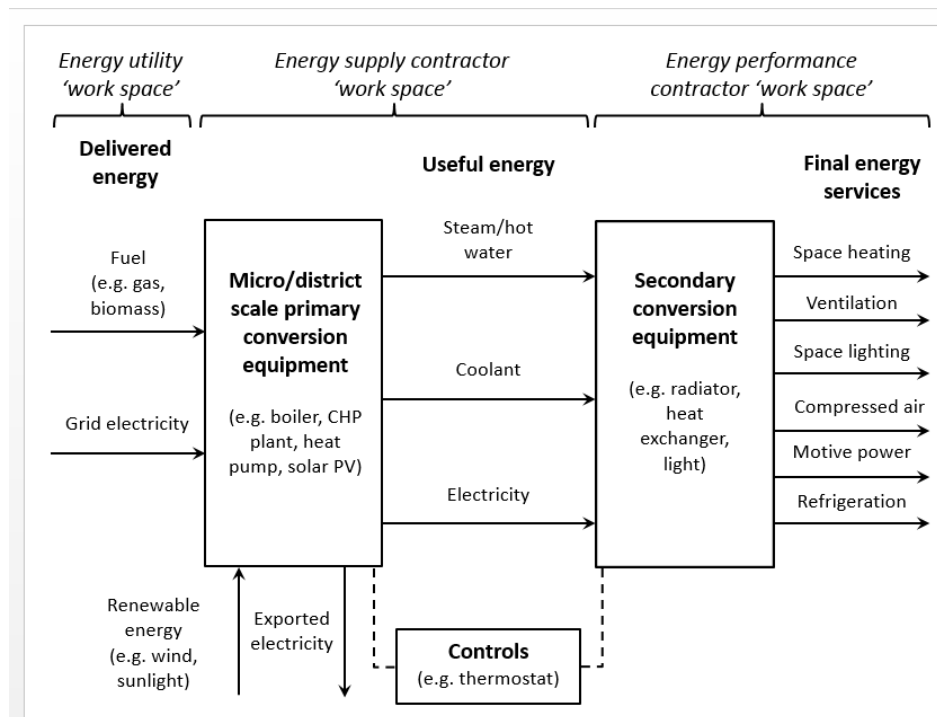 Energy utility
‘work space’
Energy supply contractor
‘work space’
Energy performance
contractor ‘work space’
Delivered
energy
Useful energy
Final energy
services
Fuel
(e.g. gas,
biomass)
Grid electricity
Micro/district
scale primary
conversion
equipment
(e.g. boiler, CHP
plant, heat
pump, solar PV)
Steam/hot
water
Coolant
Electricity
Secondary
conversion
equipment
(e.g. radiator,
heat
exchanger,
light)
Space heating
Ventilation
Space lighting
Compressed air
Motive power
Refrigeration
Renewable
energy
(e.g. wind,
sunlight)
Exported
electricity
Controls
(e.g. thermostat)